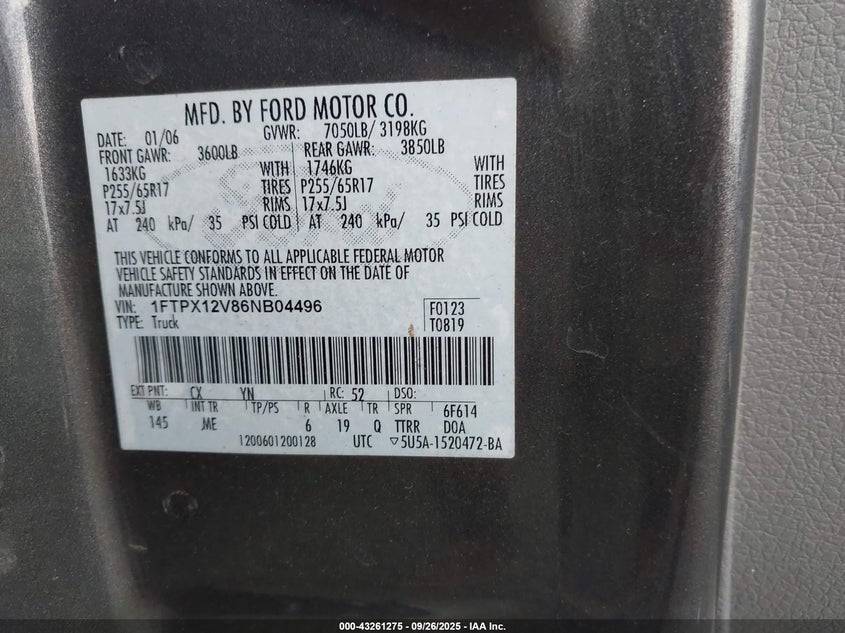 MFD. BY FORD MOTOR CO.
DATE: 01/06 GVWR: 7050LB/ 3198KG
FRONT GAWR: 3600LB REAR GAWR: 3850LB
1633KG WITH 1746KG WITH
P255/65R17 TIRES P255/65R17 TIRES
17x7.5J RIMS 17x7.5J RIMS
AT 240 kPa/ 35 PSI COLD AT 240 kPa/ 35 PSI COLD
THIS VEHICLE CONFORMS TO ALL APPLICABLE FEDERAL MOTOR
VEHICLE SAFETY STANDARDS IN EFFECT ON THE DATE OF
MANUFACTURE SHOWN ABOVE.
VIN: 1FTPX12V86NB04496 F0123
TYPE: Truck T0819
EXT PNT: CX YN RC: 52 DSO:
WB INT TR TP/PS R AXLE TR SPR 6F614
145 ME 6 19 Q TTRR DOA
1200601200128 UTC ▽5U5A-1520472-BA
000-43261275 - 09/26/2025 - IAA Inc.